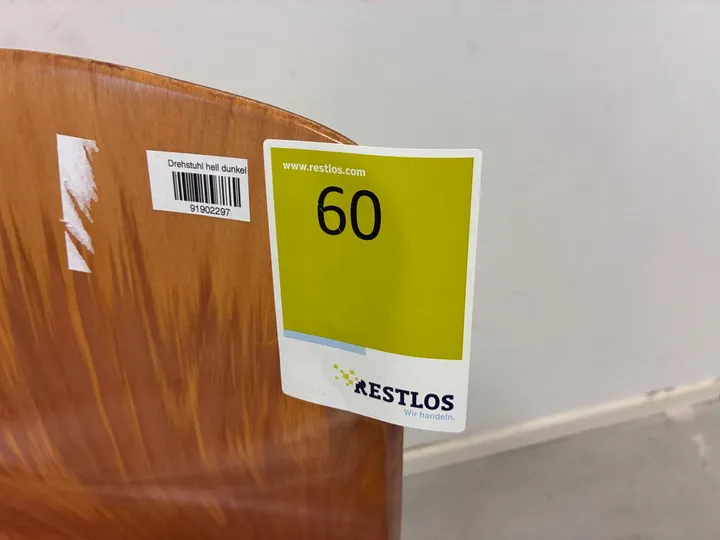 Drehstuhl hell dunkel
91902297
www.restlos.com
60
RESTLOS
Wir handeln.